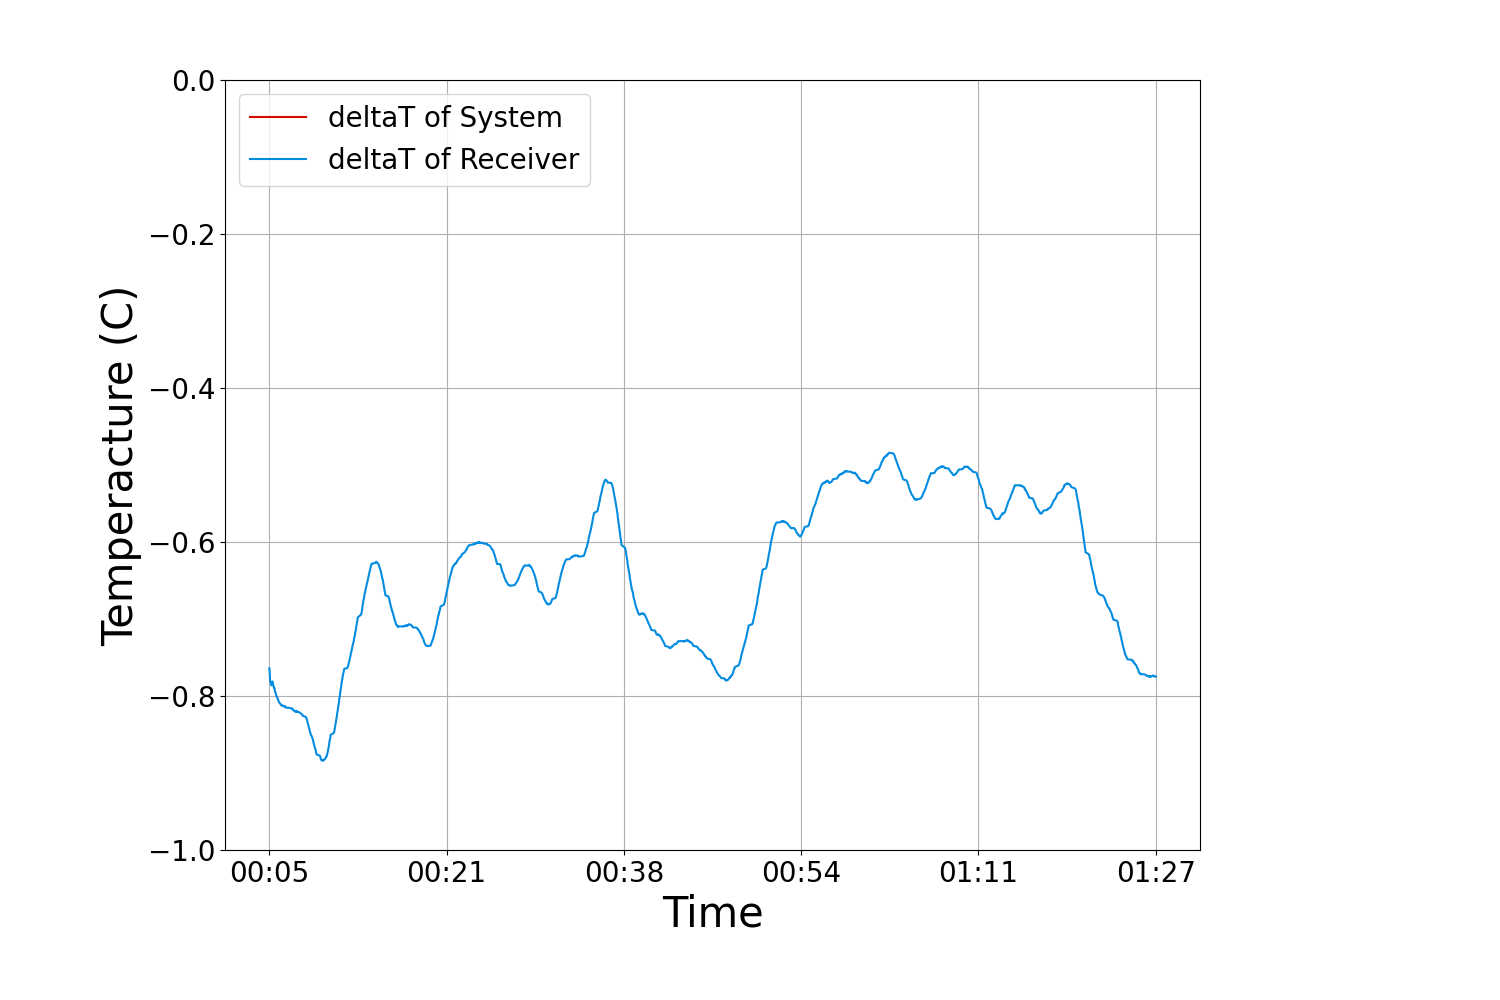 0.0
deltaT of System
deltaT of Receiver
−0.2
−0.4
−0.6
−0.8
−1.0
Temperacture (C)
00:05 00:21 00:38 00:54 01:11 01:27
Time